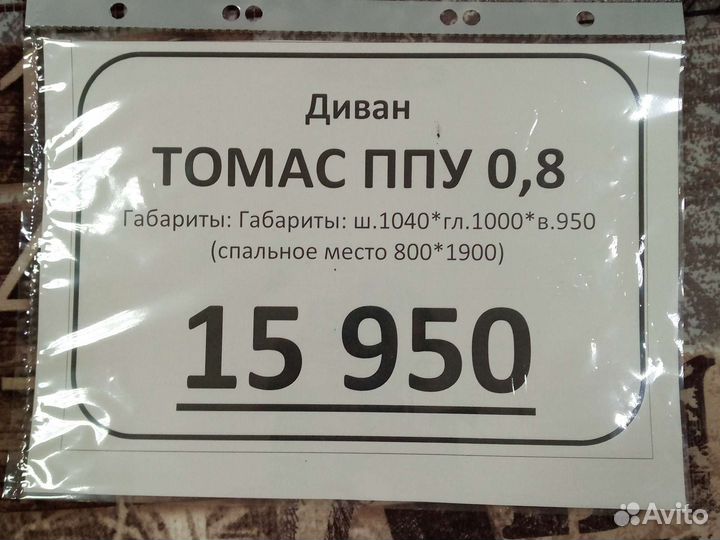 Диван
ТОМАС ППУ 0,8
Габариты: Габариты: ш.1040*гл.1000*в.950
(спальное место 800*1900)
15 950
Avito